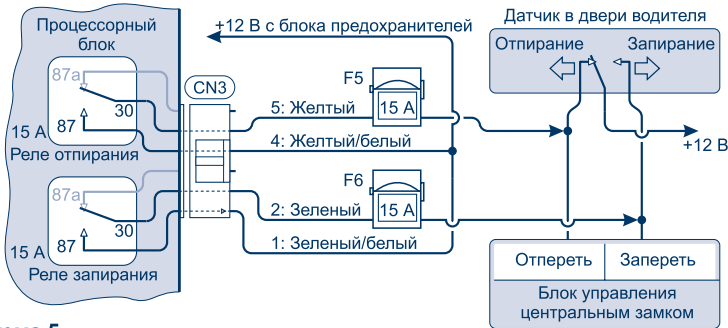 +12 В с блока предохранителей
Датчик в двери водителя
Процессорный
блок
Отпирание
Запирание
87a
CN3
F5
30
5: Желтый
15 А
15 А
87
4: Желтый/белый
+12 В
Реле отпирания
F6
87a
2: Зеленый
15 А
30
15 А
87
1: Зеленый/белый
Отпереть
Запереть
Реле запирания
Блок управления
центральным замком